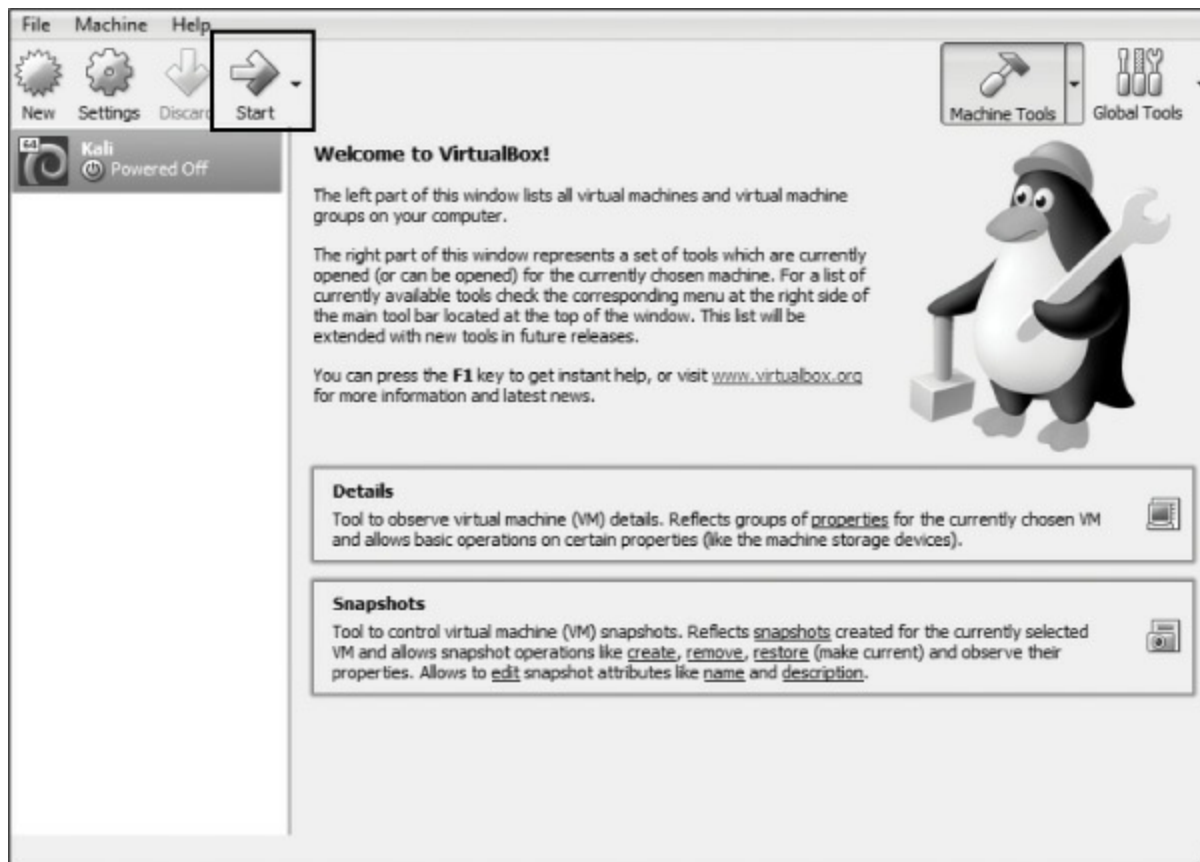 File Machine Help
New Settings Discard Start Machine Tools Global Tools
64
Kali
Powered Off
Welcome to VirtualBox!
The left part of this window lists all virtual machines and virtual machine
groups on your computer.
The right part of this window represents a set of tools which are currently
opened (or can be opened) for the currently chosen machine. For a list of
currently available tools check the corresponding menu at the right side of
the main tool bar located at the top of the window. This list will be
extended with new tools in future releases.
You can press the F1 key to get instant help, or visit www.virtualbox.org
for more information and latest news.
Details
Tool to observe virtual machine (VM) details. Reflects groups of properties for the currently chosen VM
and allows basic operations on certain properties (like the machine storage devices).
Snapshots
Tool to control virtual machine (VM) snapshots. Reflects snapshots created for the currently selected
VM and allows snapshot operations like create, remove, restore (make current) and observe their
properties. Allows to edit snapshot attributes like name and description.